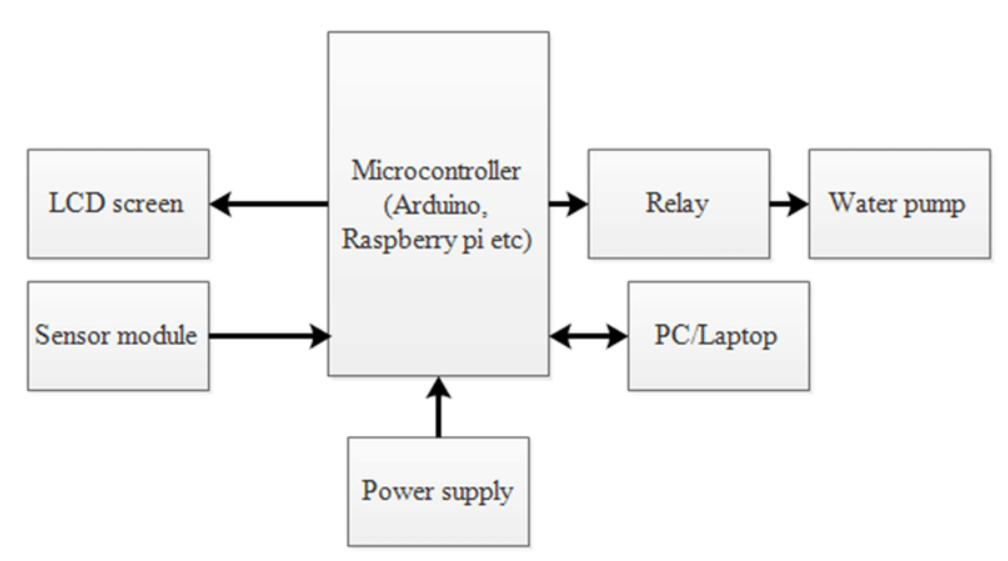 Microcontroller
(Arduino,
Raspberry pi etc)
LCD screen
Relay
Water pump
Sensor module
PC/Laptop
Power supply